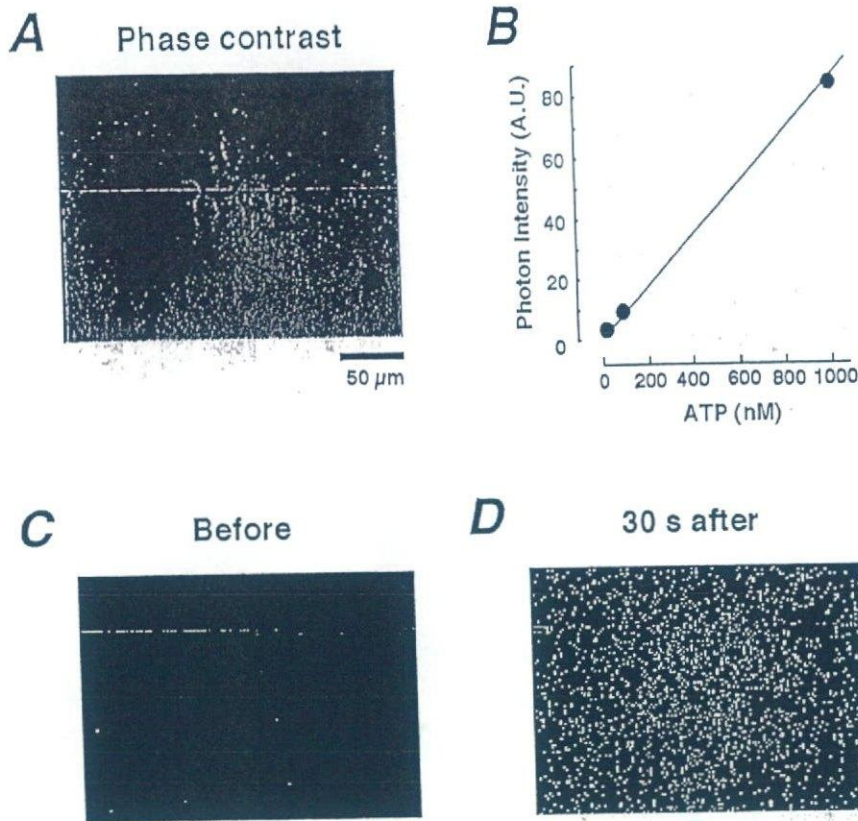 A
Phase contrast
50 µm
B
Photon Intensity (A.U.)
80
60
40
20
0
0 200 400 600 800 1000
ATP (nM)
C
Before
D
30 s after